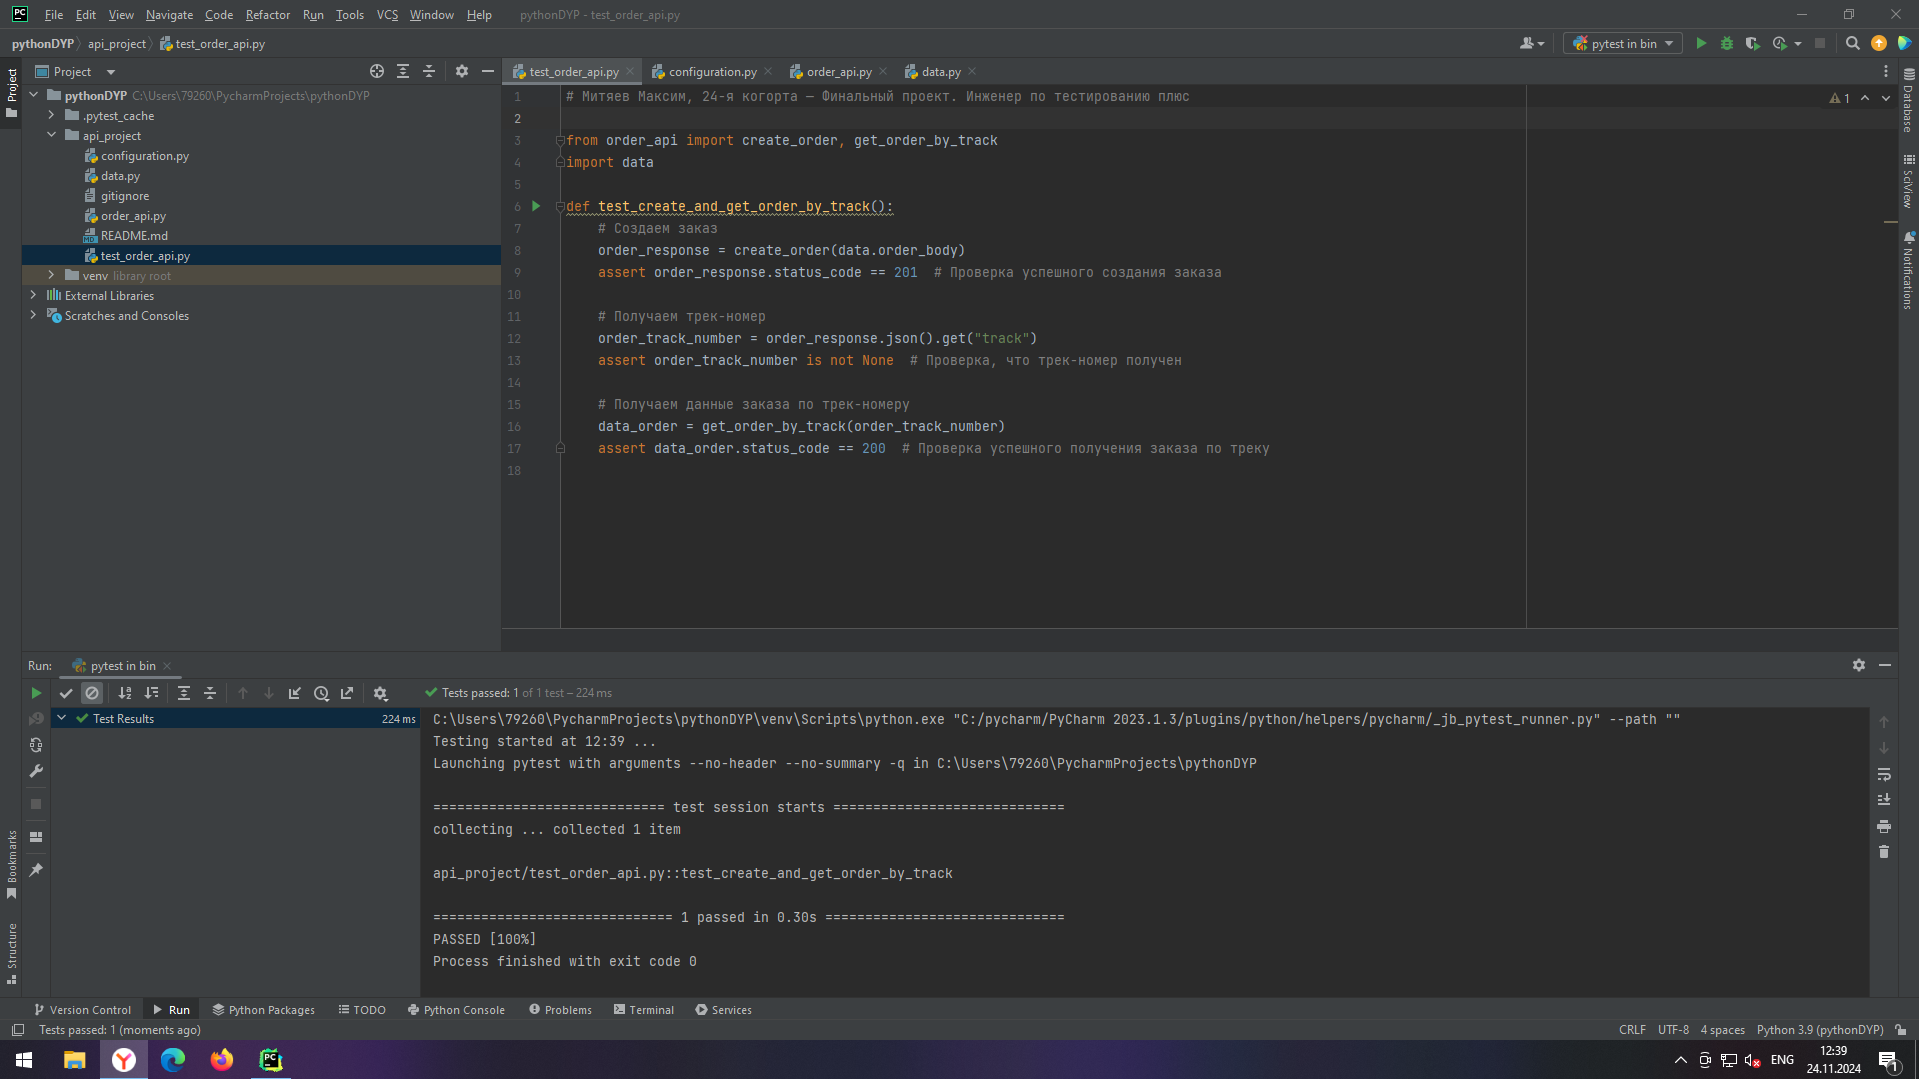 File Edit View Navigate Code Refactor Run Tools VCS Window Help pythonDYP - test_order_api.py
pythonDYP api_project test_order_api.py pytest in bin
Project
test_order_api.py configuration.py order_api.py data.py
pythonDYP C:\Users\79260\PycharmProjects\pythonDYP
.pytest_cache
api_project
configuration.py
data.py
gitignore
order_api.py
README.md
test_order_api.py
venv library root
External Libraries
Scratches and Consoles
Project
Bookmarks
Structure
1 # Митяев Максим, 24-я когорта — Финальный проект. Инженер по тестированию плюс
2
3 from order_api import create_order, get_order_by_track
4 import data
5
6 def test_create_and_get_order_by_track():
7 # Создаем заказ
8 order_response = create_order(data.order_body)
9 assert order_response.status_code == 201 # Проверка успешного создания заказа
10
11 # Получаем трек-номер
12 order_track_number = order_response.json().get("track")
13 assert order_track_number is not None # Проверка, что трек-номер получен
14
15 # Получаем данные заказа по трек-номеру
16 data_order = get_order_by_track(order_track_number)
17 assert data_order.status_code == 200 # Проверка успешного получения заказа по треку
18
1
Database
SciView
Notifications
Run: pytest in bin
Tests passed: 1 of 1 test – 224 ms
Test Results 224 ms
C:\Users\79260\PycharmProjects\pythonDYP\venv\Scripts\python.exe "C:/pycharm/PyCharm 2023.1.3/plugins/python/helpers/pycharm/_jb_pytest_runner.py" --path ""
Testing started at 12:39 ...
Launching pytest with arguments --no-header --no-summary -q in C:\Users\79260\PycharmProjects\pythonDYP
============================= test session starts =============================
collecting ... collected 1 item
api_project/test_order_api.py::test_create_and_get_order_by_track
============================== 1 passed in 0.30s ==============================
PASSED [100%]
Process finished with exit code 0
Version Control Run Python Packages TODO Python Console Problems Terminal Services
Tests passed: 1 (moments ago) CRLF UTF-8 4 spaces Python 3.9 (pythonDYP)
ENG 12:39
24.11.2024
1